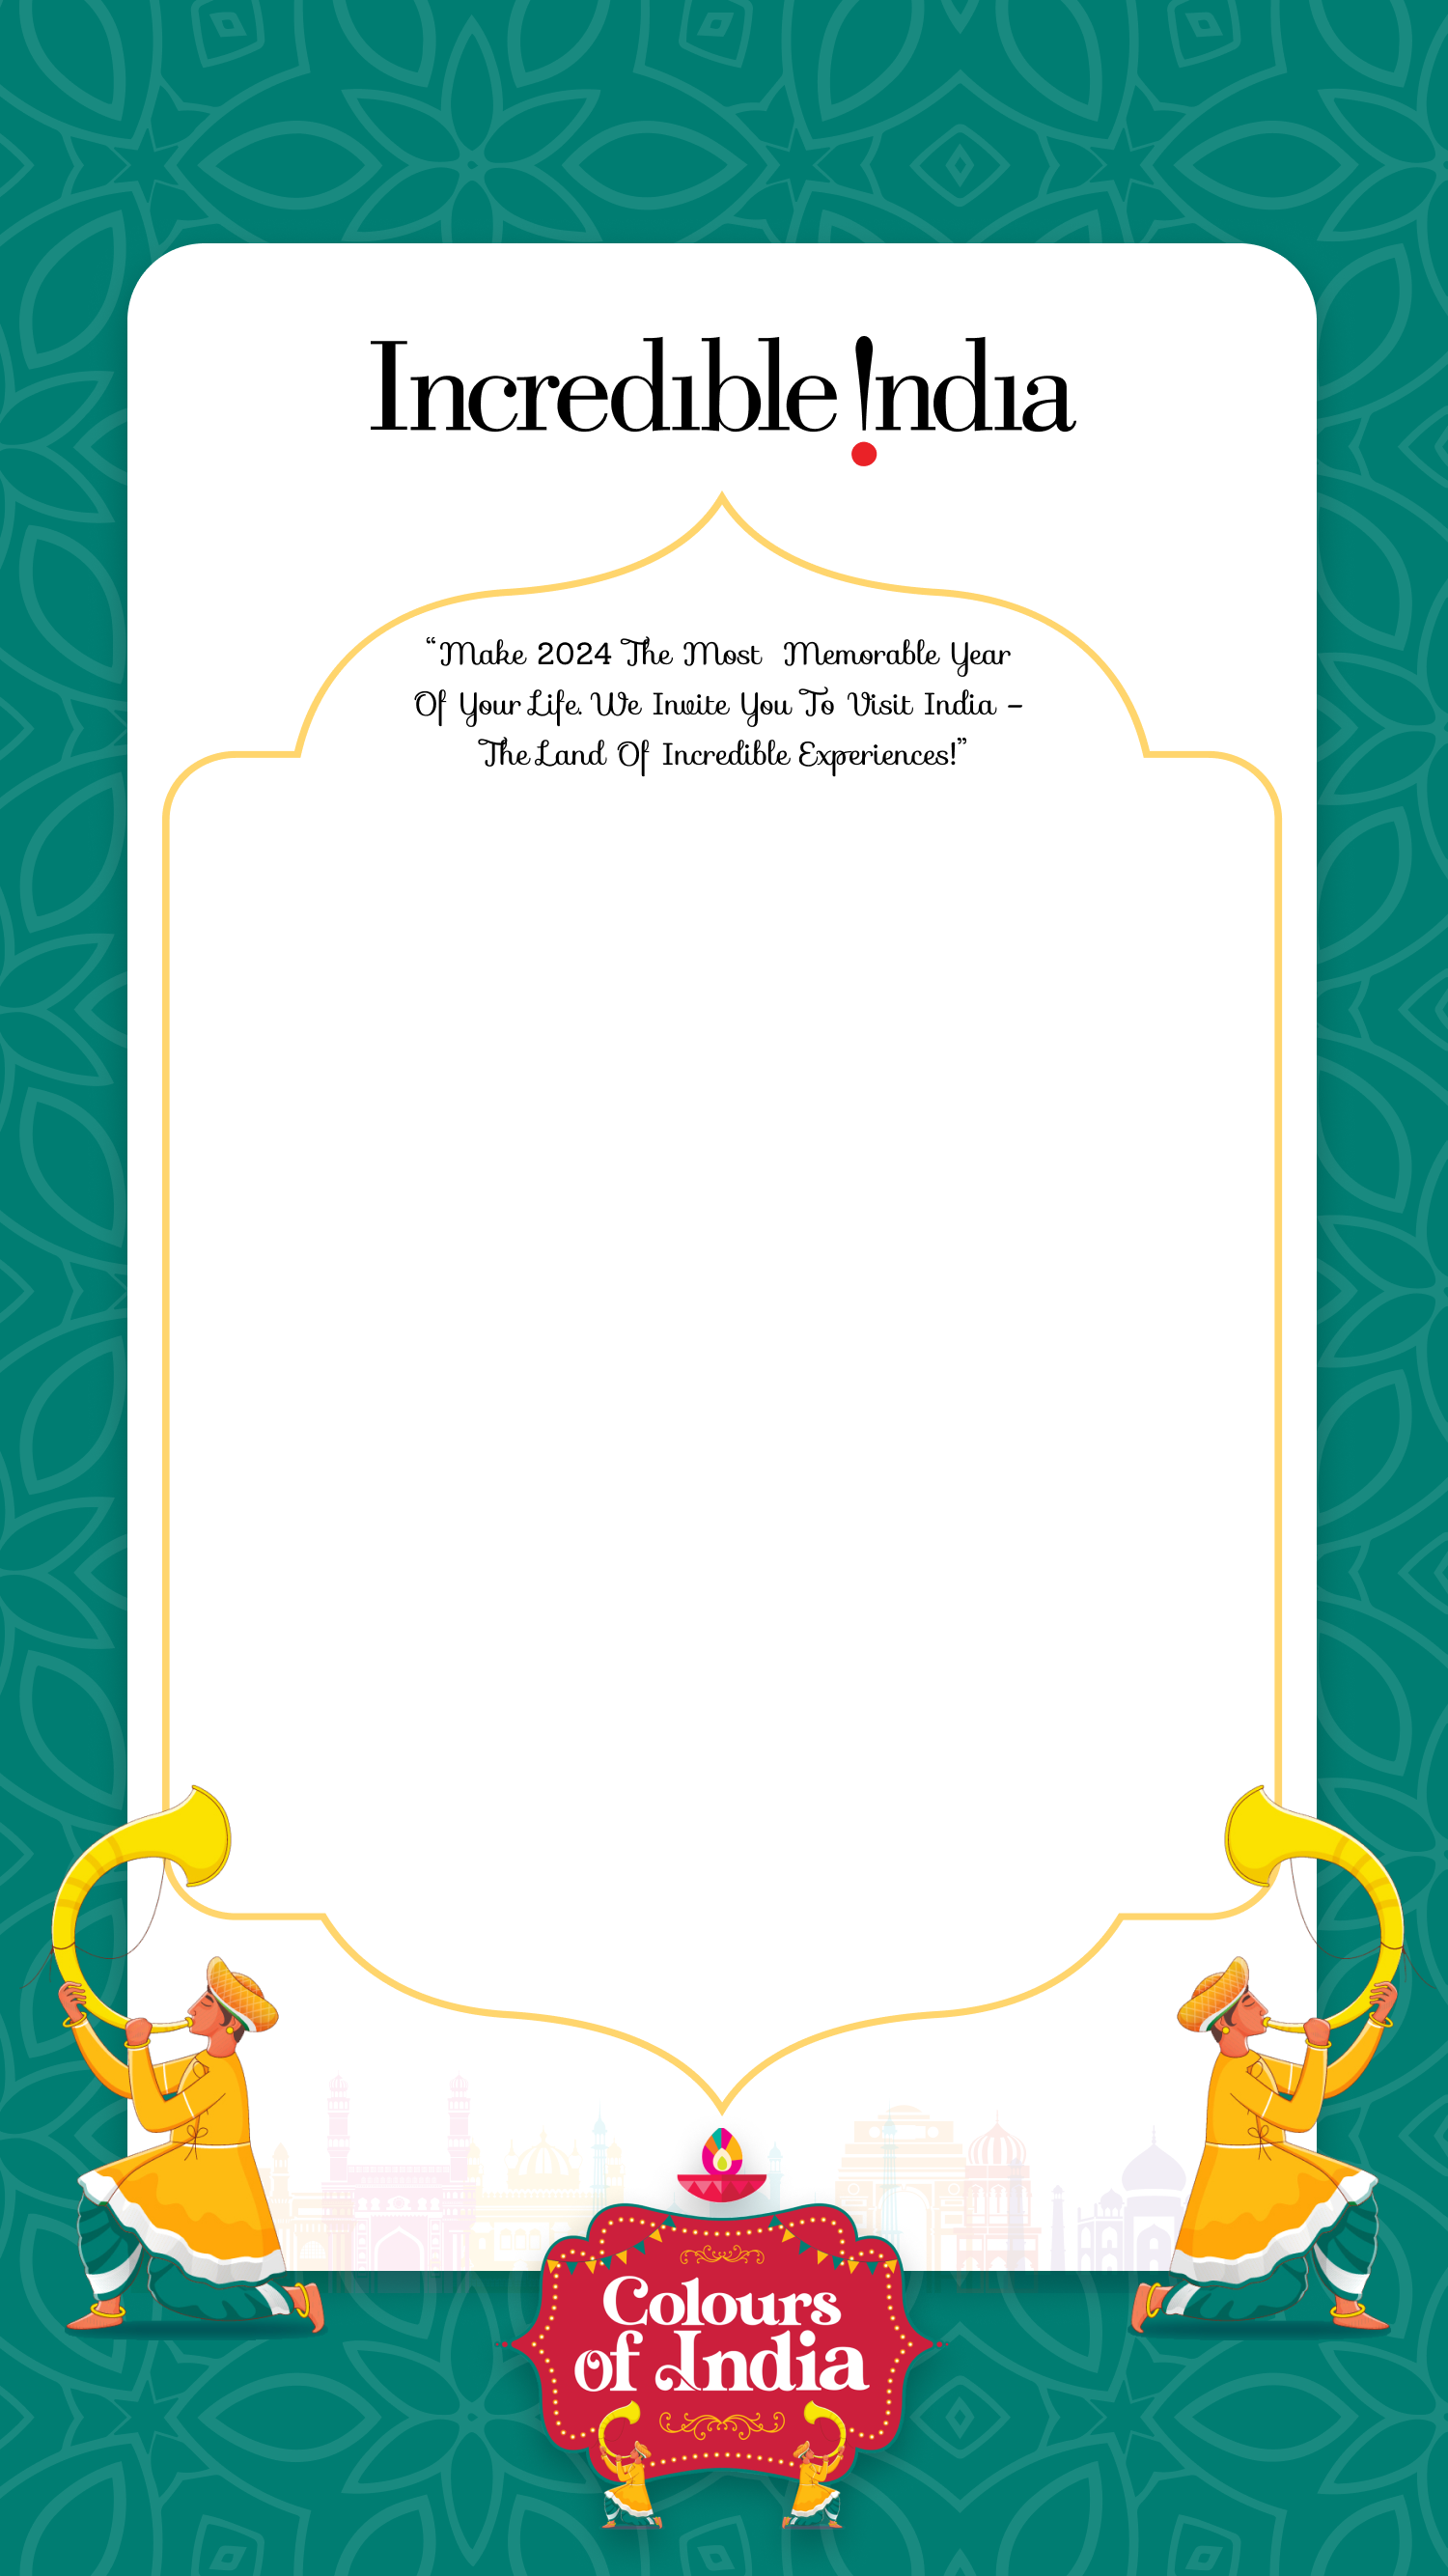 Incredible !ndia
“Make 2024 The Most Memorable Year
Of Your Life. We Invite You To Visit India –
The Land Of Incredible Experiences!”
Colours
of India